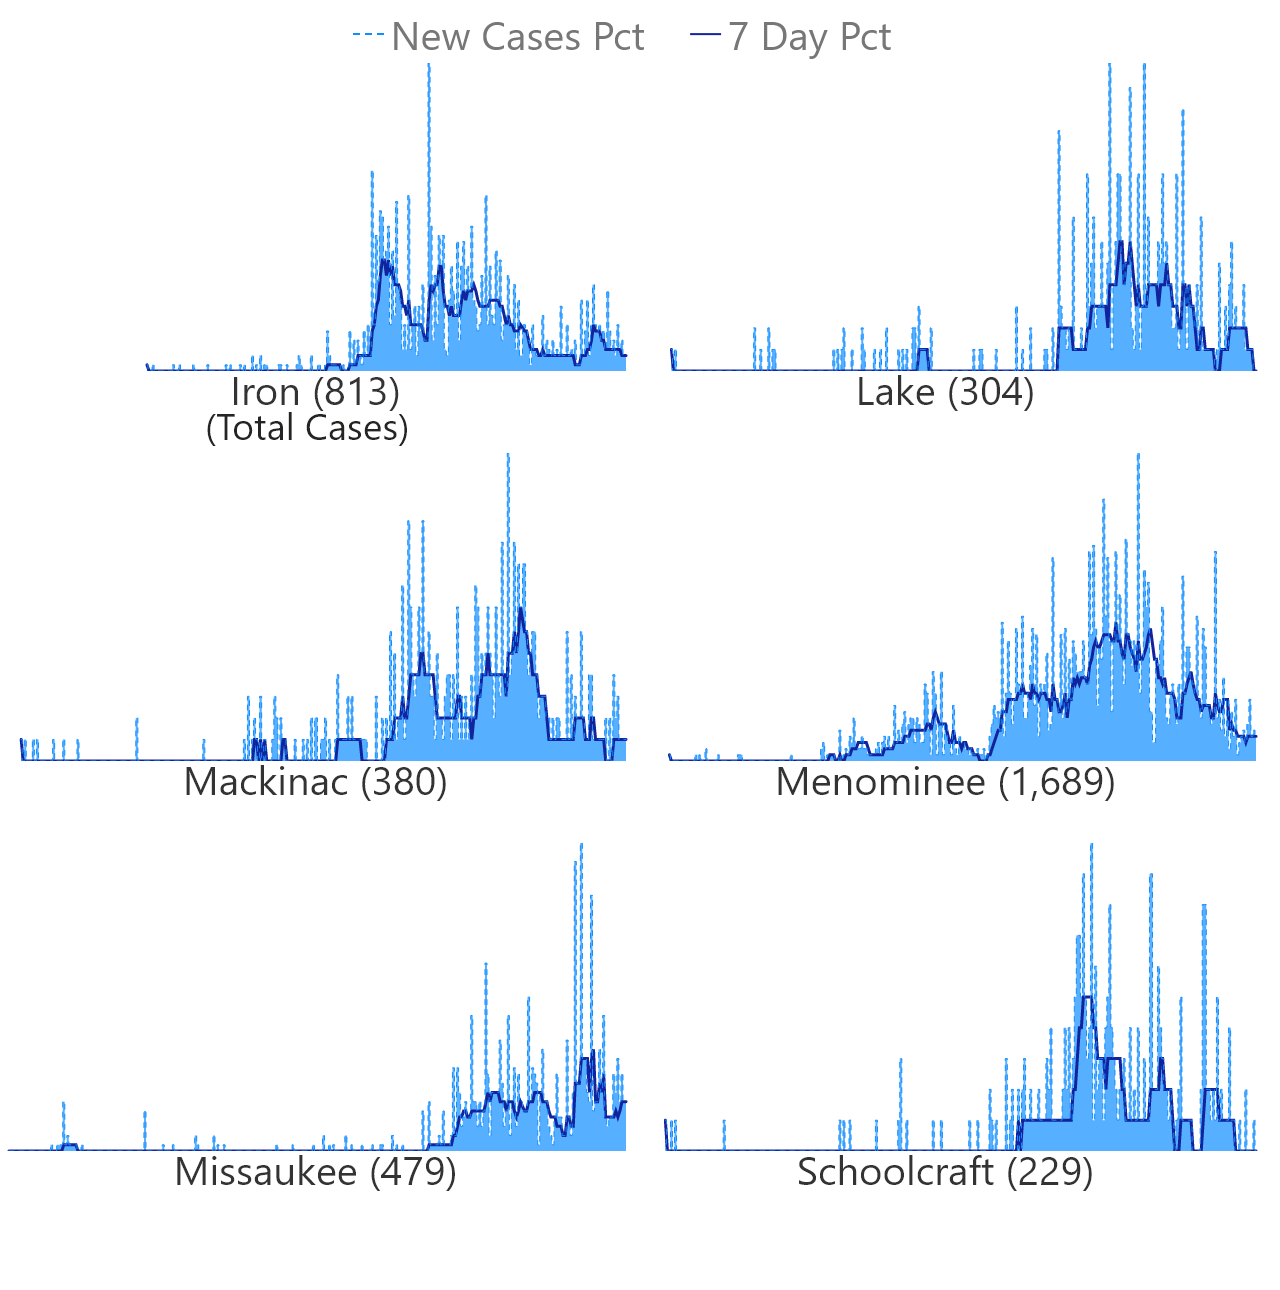 New Cases Pct 7 Day Pct
Iron (813) Lake (304)
(Total Cases)
Mackinac (380) Menominee (1,689)
Missaukee (479) Schoolcraft (229)